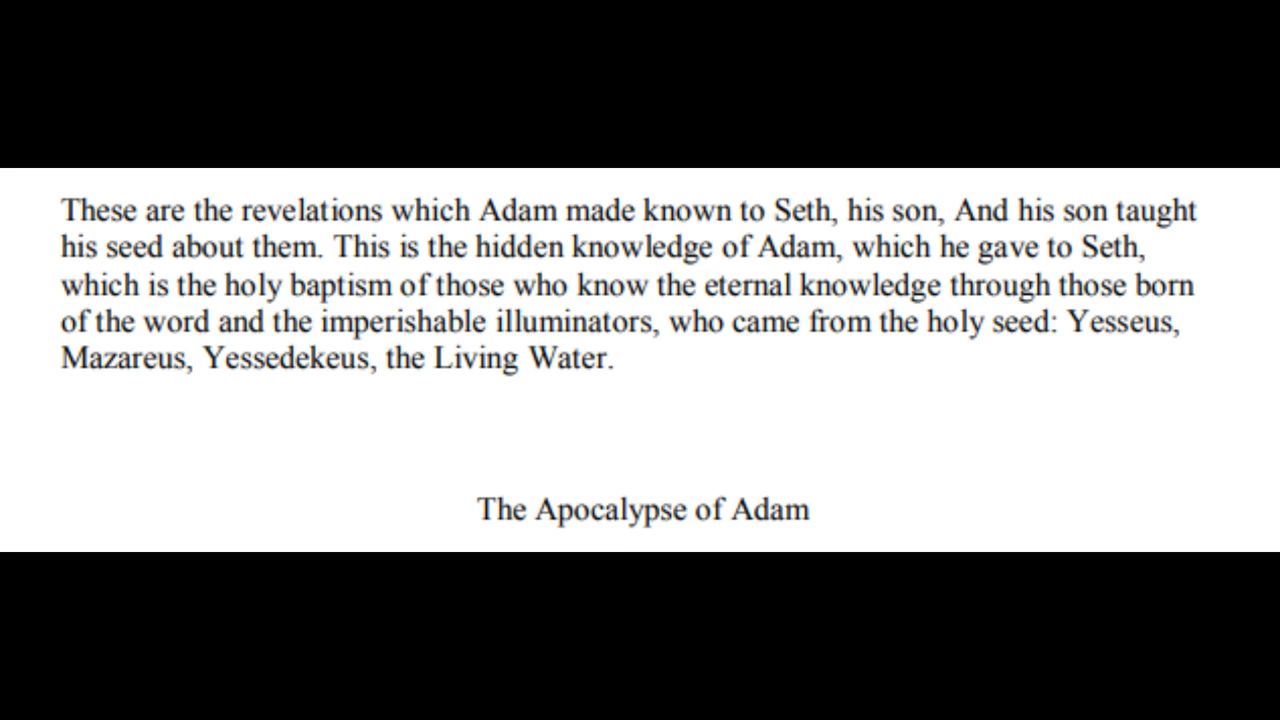 These are the revelations which Adam made known to Seth, his son, And his son taught
his seed about them. This is the hidden knowledge of Adam, which he gave to Seth,
which is the holy baptism of those who know the eternal knowledge through those born
of the word and the imperishable illuminators, who came from the holy seed: Yesseus,
Mazareus, Yessedekeus, the Living Water.
The Apocalypse of Adam